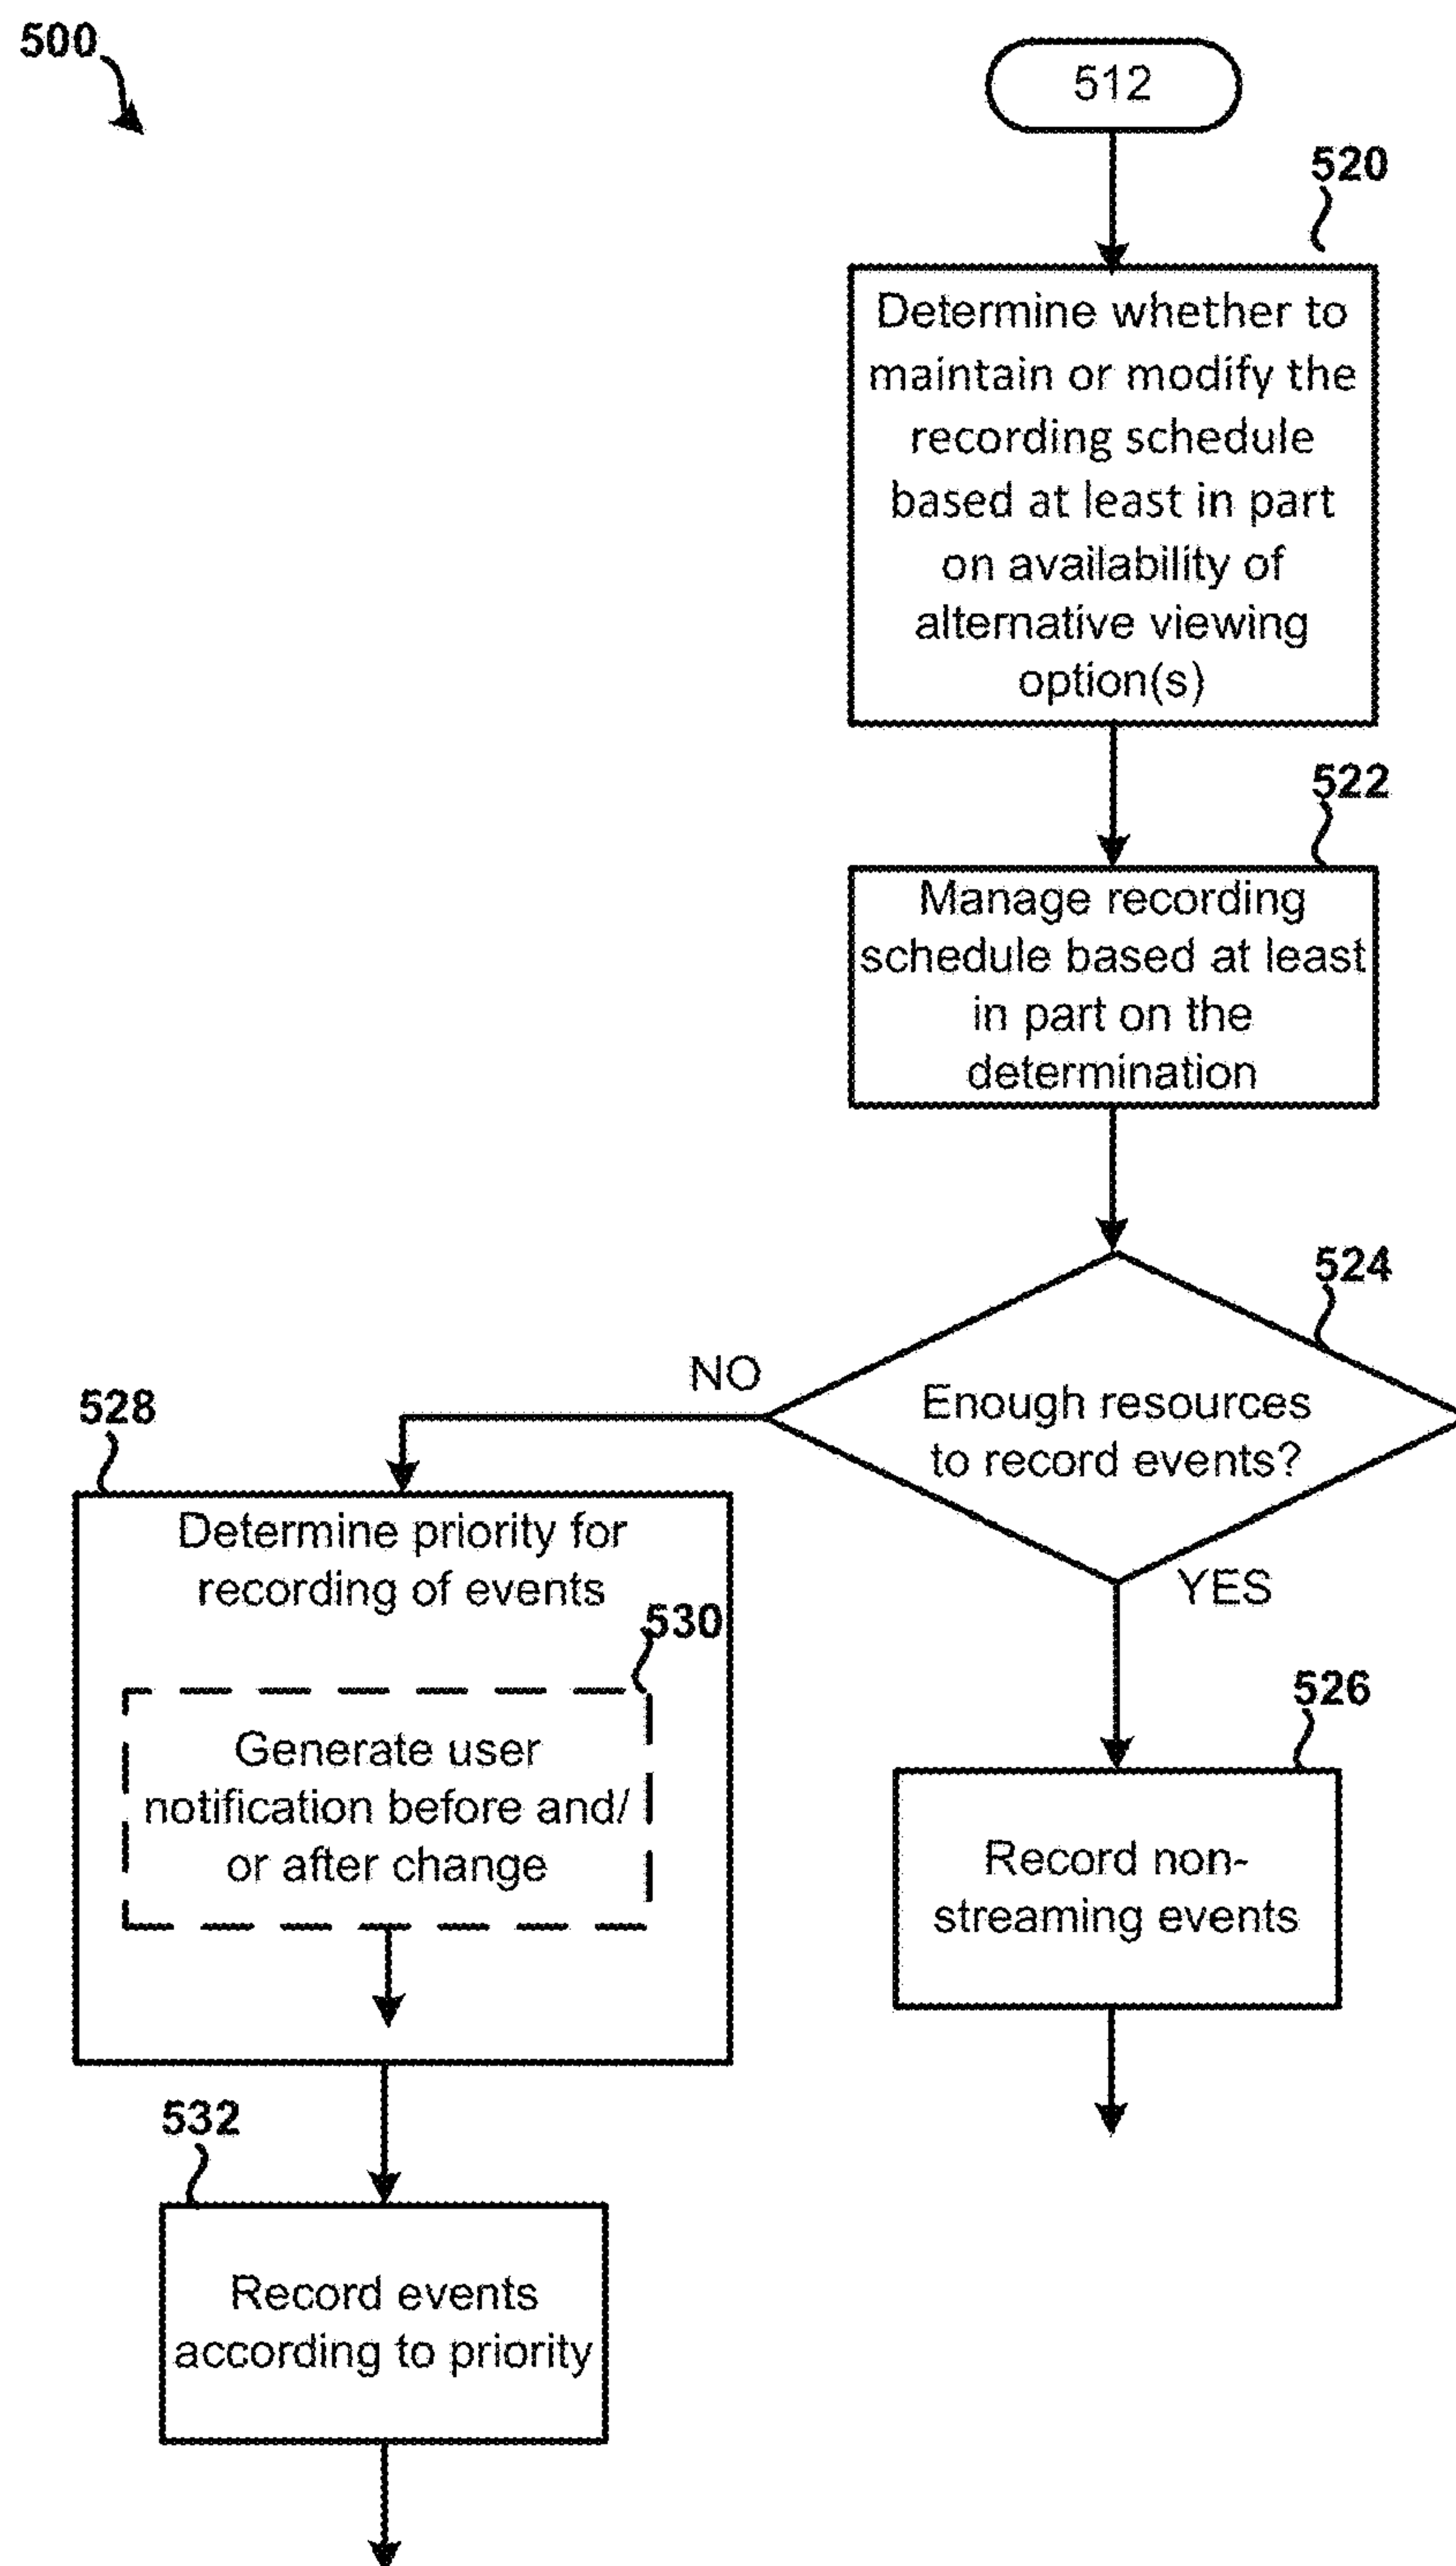 500
512
520
Determine whether to
maintain or modify the
recording schedule
based at least in part
on availability of
alternative viewing
option(s)
522
Manage recording
schedule based at least
in part on the
determination
524
Enough resources
to record events?
NO
YES
528
Determine priority for
recording of events
530
Generate user
notification before and/
or after change
526
Record non-
streaming events
532
Record events
according to priority